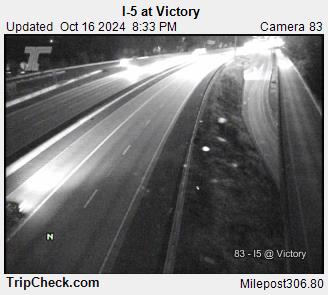 I-5 at Victory
Updated Oct 16 2024 8:33 PM Camera 83
T
N
83 - I5 @ Victory
TripCheck.com Milepost306.80